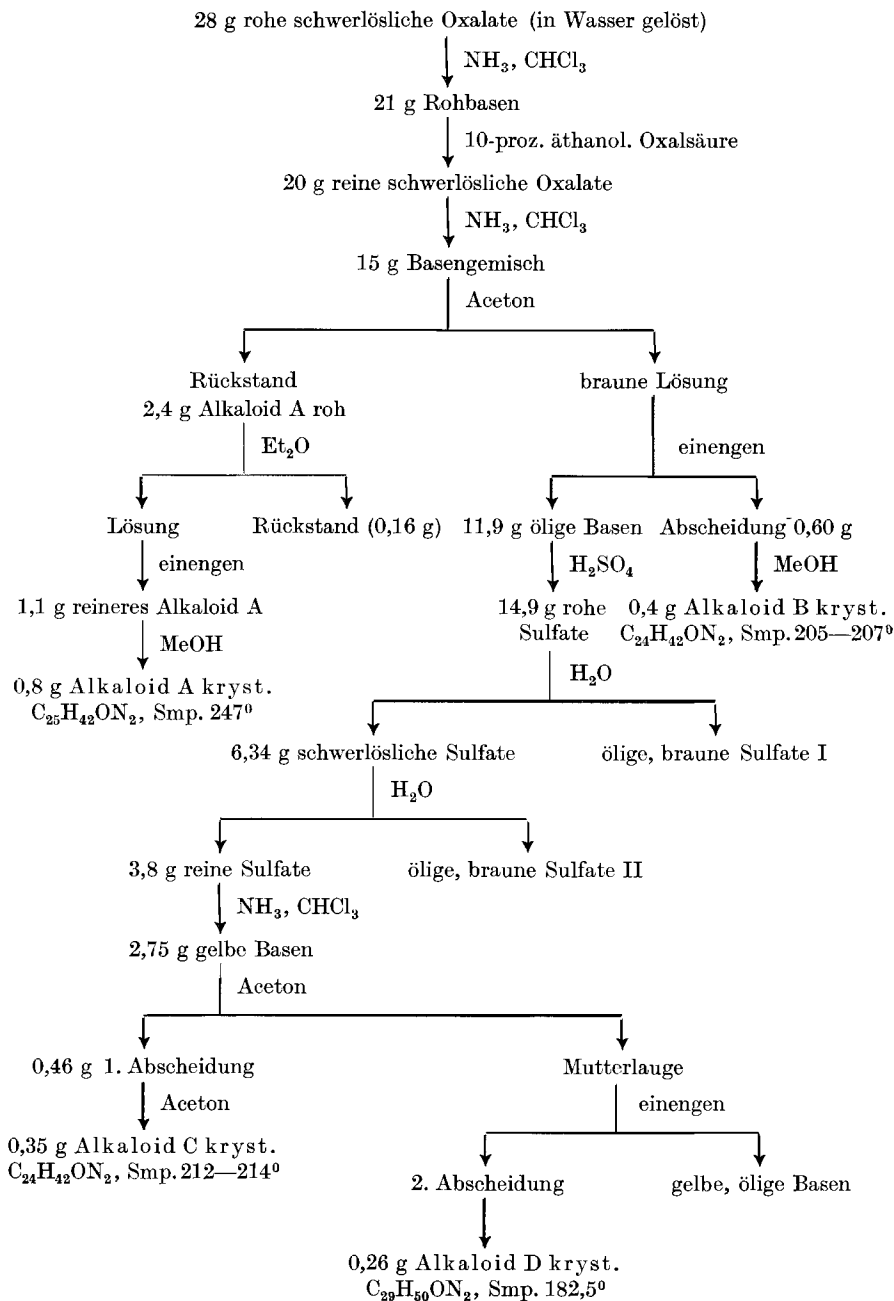 28 g rohe schwerlösliche Oxalate (in Wasser gelöst)
NH₃, CHCl₃
21 g Rohbasen
10-proz. äthanol. Oxalsäure
20 g reine schwerlösliche Oxalate
NH₃, CHCl₃
15 g Basengemisch
Aceton
Rückstand
2,4 g Alkaloid A roh
braune Lösung
Et₂O
einengen
Lösung
Rückstand (0,16 g)
11,9 g ölige Basen
Abscheidung 0,60 g
einengen
H₂SO₄
MeOH
1,1 g reineres Alkaloid A
14,9 g rohe
Sulfate
0,4 g Alkaloid B kryst.
C₂₄H₄₂ON₂, Smp. 205—207⁰
MeOH
H₂O
0,8 g Alkaloid A kryst.
C₂₅H₄₂ON₂, Smp. 247⁰
6,34 g schwerlösliche Sulfate
ölige, braune Sulfate I
H₂O
3,8 g reine Sulfate
ölige, braune Sulfate II
NH₃, CHCl₃
2,75 g gelbe Basen
Aceton
0,46 g 1. Abscheidung
Mutterlauge
Aceton
einengen
0,35 g Alkaloid C kryst.
C₂₄H₄₂ON₂, Smp. 212—214⁰
2. Abscheidung
gelbe, ölige Basen
0,26 g Alkaloid D kryst.
C₂₉H₅₀ON₂, Smp. 182,5⁰